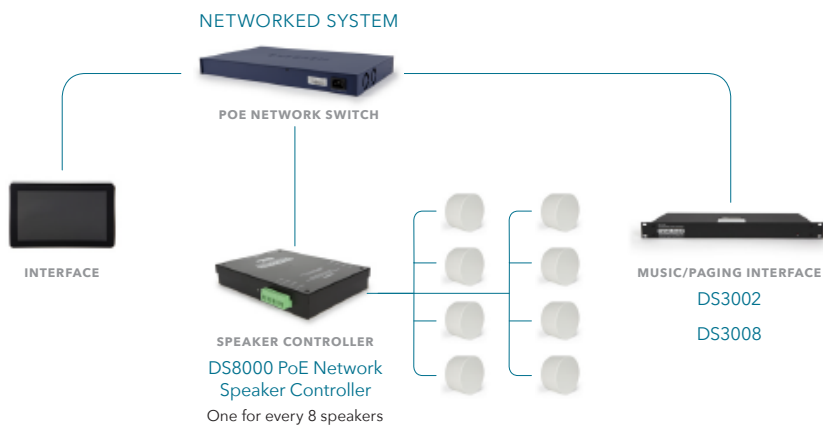 NETWORKED SYSTEM
POE NETWORK SWITCH
INTERFACE
SPEAKER CONTROLLER
DS8000 PoE Network
Speaker Controller
One for every 8 speakers
MUSIC/PAGING INTERFACE
DS3002
DS3008